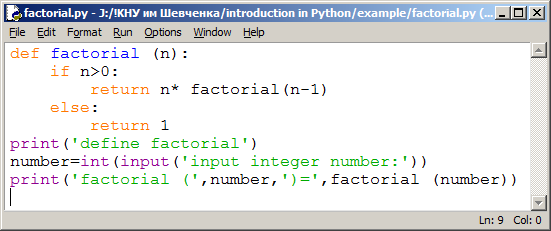 factorial.py - J:/!КНУ им Шевченка/introduction in Python/example/factorial.py (...
File Edit Format Run Options Window Help
def factorial (n):
    if n>0:
        return n* factorial(n-1)
    else:
        return 1
print('define factorial')
number=int(input('input integer number:'))
print('factorial (',number,')=',factorial (number))
Ln: 9 Col: 0